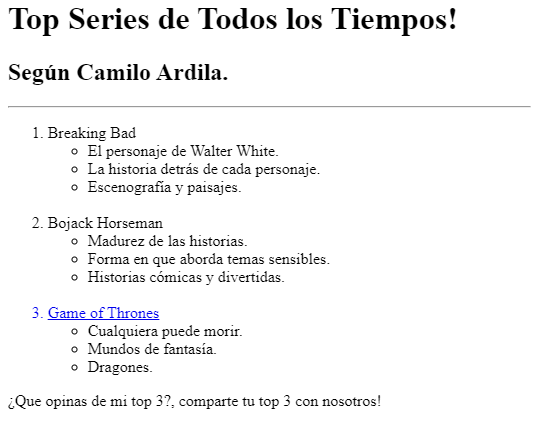 Top Series de Todos los Tiempos!
Según Camilo Ardila.
1. Breaking Bad
El personaje de Walter White.
La historia detrás de cada personaje.
Escenografía y paisajes.
2. Bojack Horseman
Madurez de las historias.
Forma en que aborda temas sensibles.
Historias cómicas y divertidas.
3. Game of Thrones
Cualquiera puede morir.
Mundos de fantasía.
Dragones.
¿Que opinas de mi top 3?, comparte tu top 3 con nosotros!